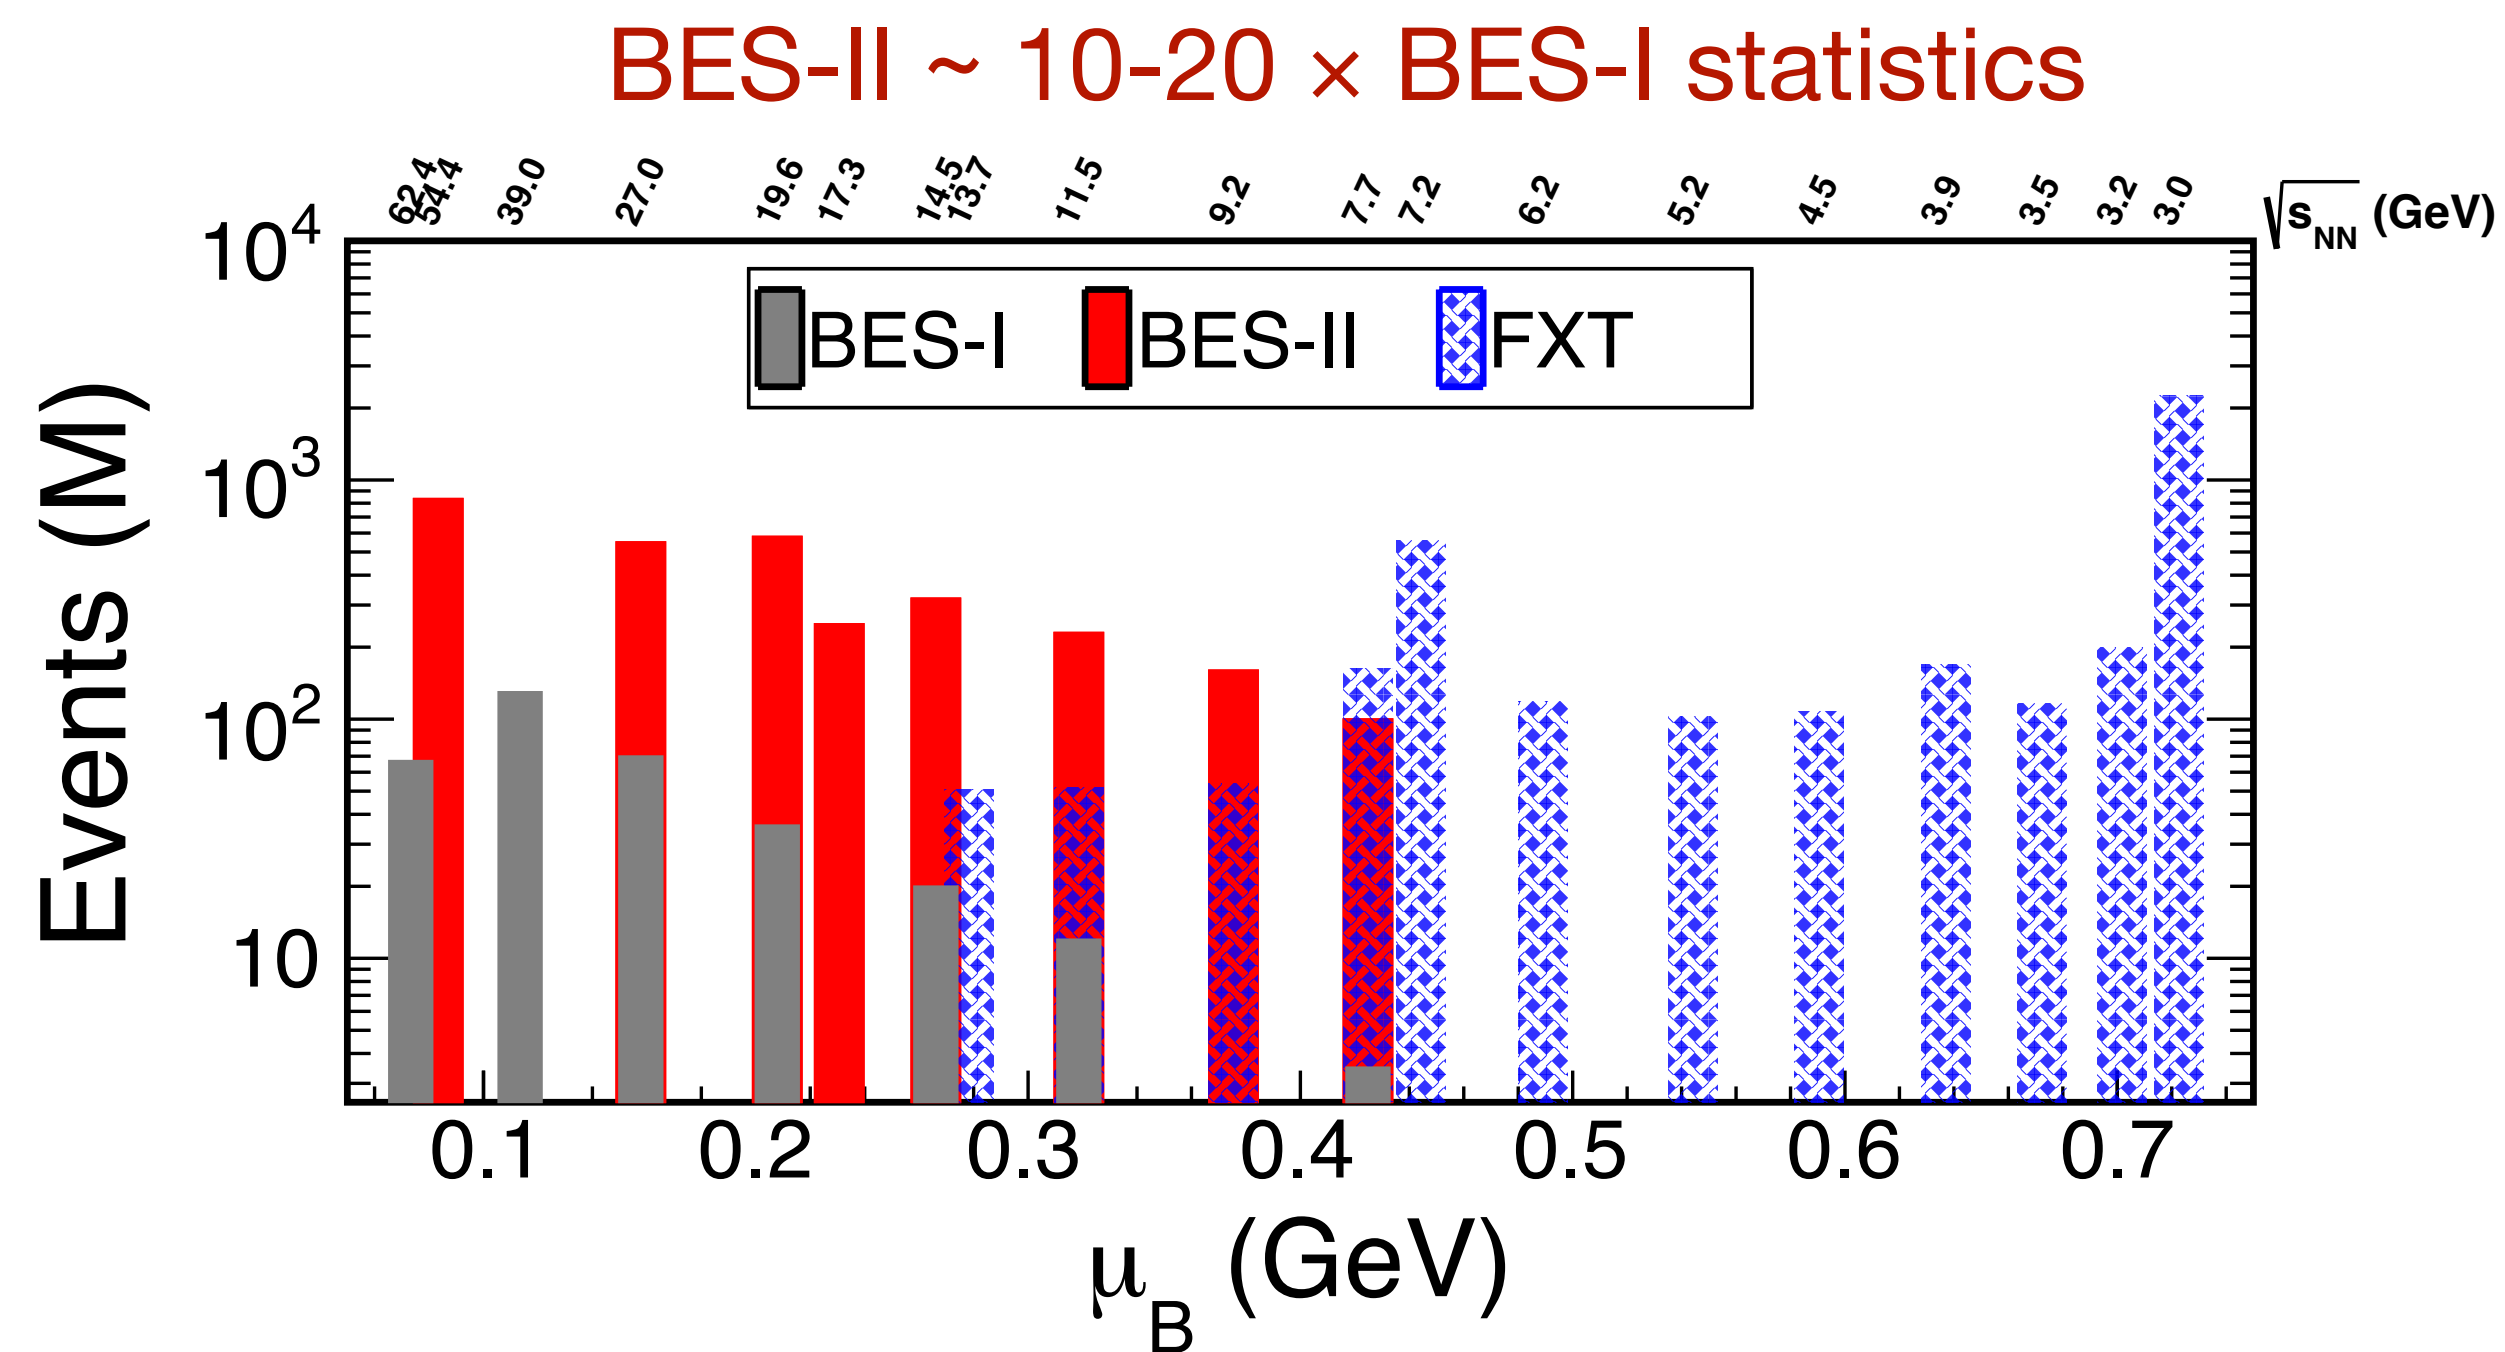 BES-II ~ 10-20 × BES-I statistics
62.4 54.4 39.0 27.0 19.6 17.3 14.5 13.7 11.5 9.2 7.7 7.2 6.2 5.2 4.5 3.9 3.5 3.2 3.0 √sNN (GeV)
BES-I BES-II FXT
Events (M)
10⁴
10³
10²
10
0.1 0.2 0.3 0.4 0.5 0.6 0.7
μB (GeV)